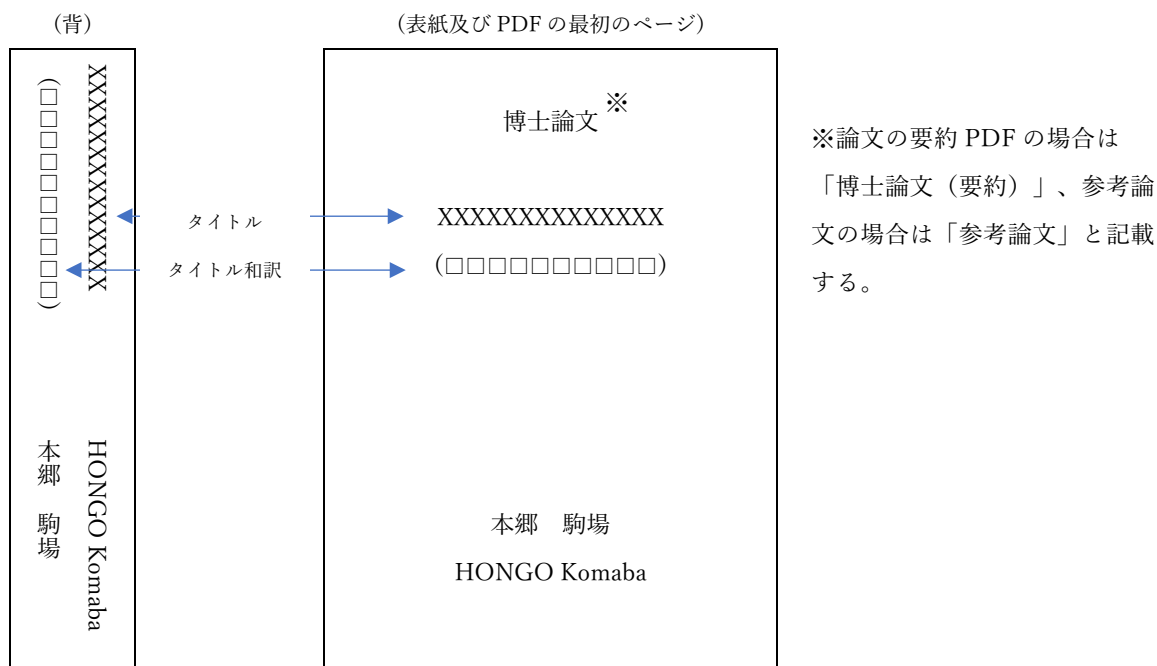 (背)
XXXXXXXXXXXXXX
(□□□□□□□□□□)
HONGO Komaba
本郷　駒場
タイトル
タイトル和訳
(表紙及び PDF の最初のページ)
博士論文※
XXXXXXXXXXXXXX
(□□□□□□□□□□)
本郷　駒場
HONGO Komaba
※論文の要約 PDF の場合は
「博士論文（要約）」、参考論
文の場合は「参考論文」と記載
する。